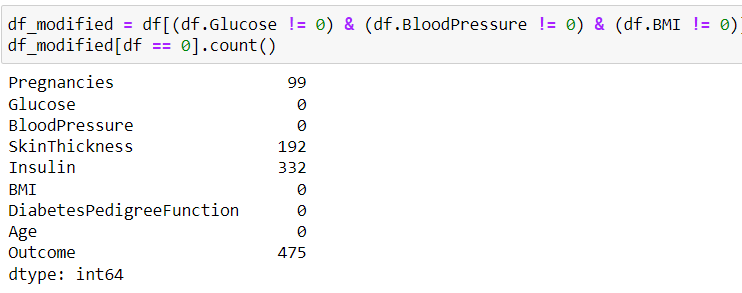 df_modified = df[(df.Glucose != 0) & (df.BloodPressure != 0) & (df.BMI != 0)]
df_modified[df == 0].count()
Pregnancies 99
Glucose 0
BloodPressure 0
SkinThickness 192
Insulin 332
BMI 0
DiabetesPedigreeFunction 0
Age 0
Outcome 475
dtype: int64